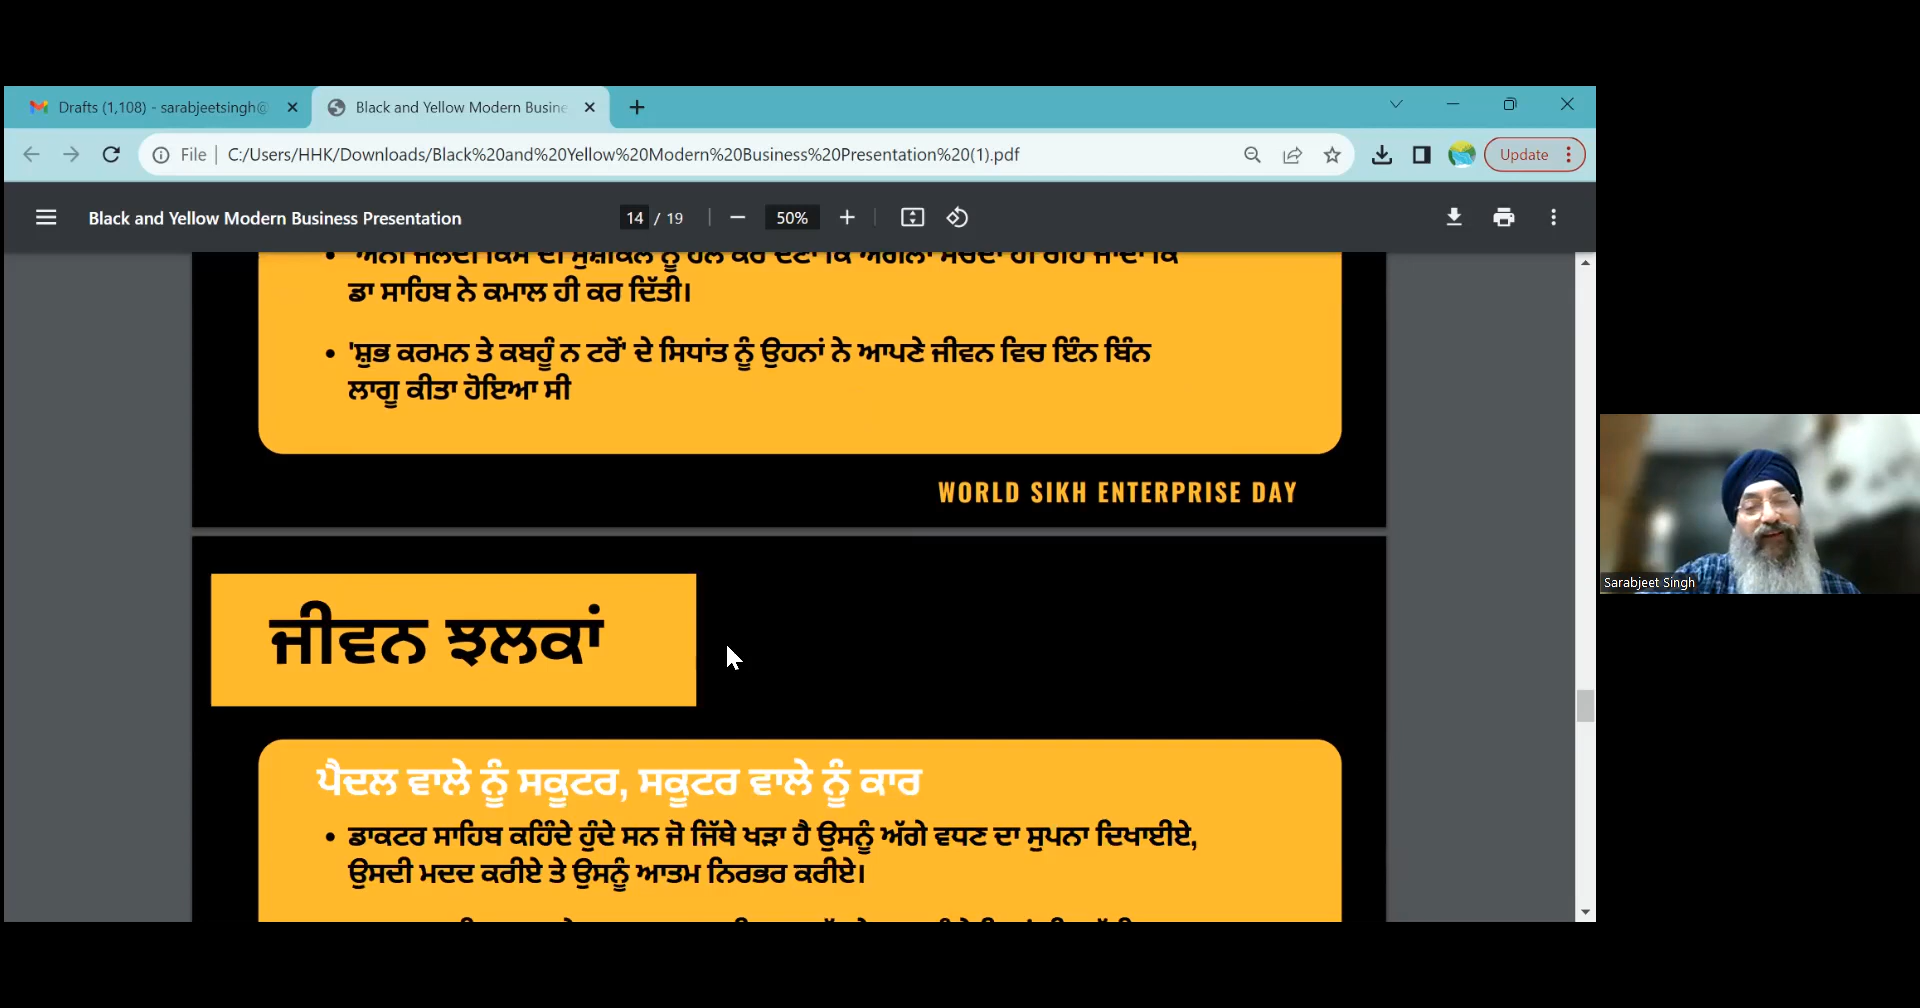 Drafts (1,108) - sarabjeetsingh@
Black and Yellow Modern Busine
File
C:/Users/HHK/Downloads/Black%20and%20Yellow%20Modern%20Business%20Presentation%20(1).pdf
Update
Black and Yellow Modern Business Presentation
14 / 19
50%
ਡਾ ਸਾਹਿਬ ਨੇ ਕਮਾਲ ਹੀ ਕਰ ਦਿੱਤੀ।
• 'ਸ਼ੁਭ ਕਰਮਨ ਤੇ ਕਬਹੂੰ ਨ ਟਰੋਂ' ਦੇ ਸਿਧਾਂਤ ਨੂੰ ਉਹਨਾਂ ਨੇ ਆਪਣੇ ਜੀਵਨ ਵਿਚ ਇੰਨ ਬਿੰਨ
ਲਾਗੂ ਕੀਤਾ ਹੋਇਆ ਸੀ
WORLD SIKH ENTERPRISE DAY
ਜੀਵਨ ਝਲਕਾਂ
ਪੈਦਲ ਵਾਲੇ ਨੂੰ ਸਕੂਟਰ, ਸਕੂਟਰ ਵਾਲੇ ਨੂੰ ਕਾਰ
• ਡਾਕਟਰ ਸਾਹਿਬ ਕਹਿੰਦੇ ਹੁੰਦੇ ਸਨ ਜੋ ਜਿੱਥੇ ਖੜਾ ਹੈ ਉਸਨੂੰ ਅੱਗੇ ਵਧਣ ਦਾ ਸੁਪਨਾ ਦਿਖਾਈਏ,
ਉਸਦੀ ਮਦਦ ਕਰੀਏ ਤੇ ਉਸਨੂੰ ਆਤਮ ਨਿਰਭਰ ਕਰੀਏ।
Sarabjeet Singh